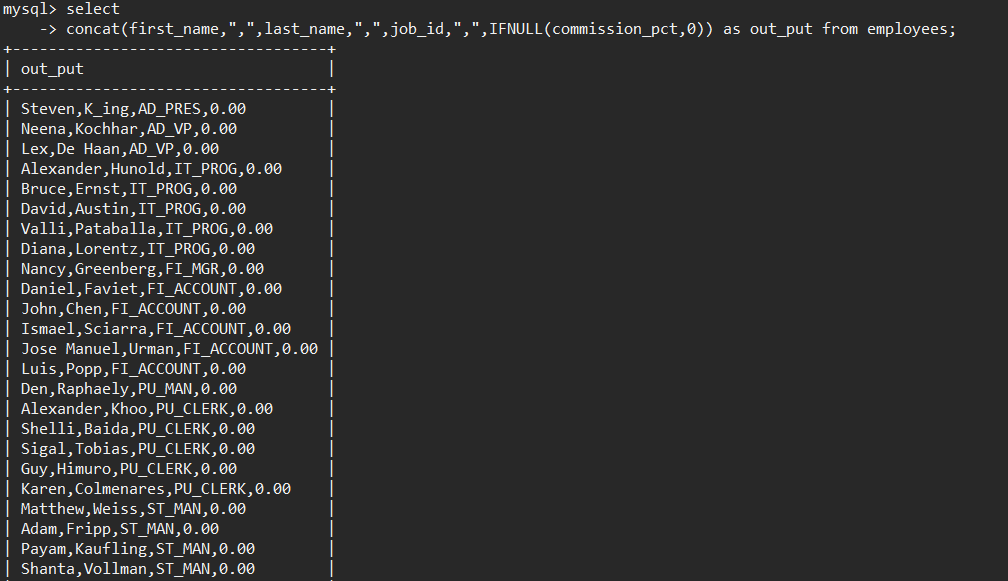 mysql> select
    -> concat(first_name,",",last_name,",",job_id,",",IFNULL(commission_pct,0)) as out_put from employees;
+-----------------------------------+
| out_put                           |
+-----------------------------------+
| Steven,K_ing,AD_PRES,0.00         |
| Neena,Kochhar,AD_VP,0.00          |
| Lex,De Haan,AD_VP,0.00            |
| Alexander,Hunold,IT_PROG,0.00     |
| Bruce,Ernst,IT_PROG,0.00          |
| David,Austin,IT_PROG,0.00         |
| Valli,Pataballa,IT_PROG,0.00      |
| Diana,Lorentz,IT_PROG,0.00        |
| Nancy,Greenberg,FI_MGR,0.00       |
| Daniel,Faviet,FI_ACCOUNT,0.00     |
| John,Chen,FI_ACCOUNT,0.00         |
| Ismael,Sciarra,FI_ACCOUNT,0.00    |
| Jose Manuel,Urman,FI_ACCOUNT,0.00 |
| Luis,Popp,FI_ACCOUNT,0.00         |
| Den,Raphaely,PU_MAN,0.00          |
| Alexander,Khoo,PU_CLERK,0.00      |
| Shelli,Baida,PU_CLERK,0.00        |
| Sigal,Tobias,PU_CLERK,0.00        |
| Guy,Himuro,PU_CLERK,0.00          |
| Karen,Colmenares,PU_CLERK,0.00    |
| Matthew,Weiss,ST_MAN,0.00         |
| Adam,Fripp,ST_MAN,0.00            |
| Payam,Kaufling,ST_MAN,0.00        |
| Shanta,Vollman,ST_MAN,0.00        |